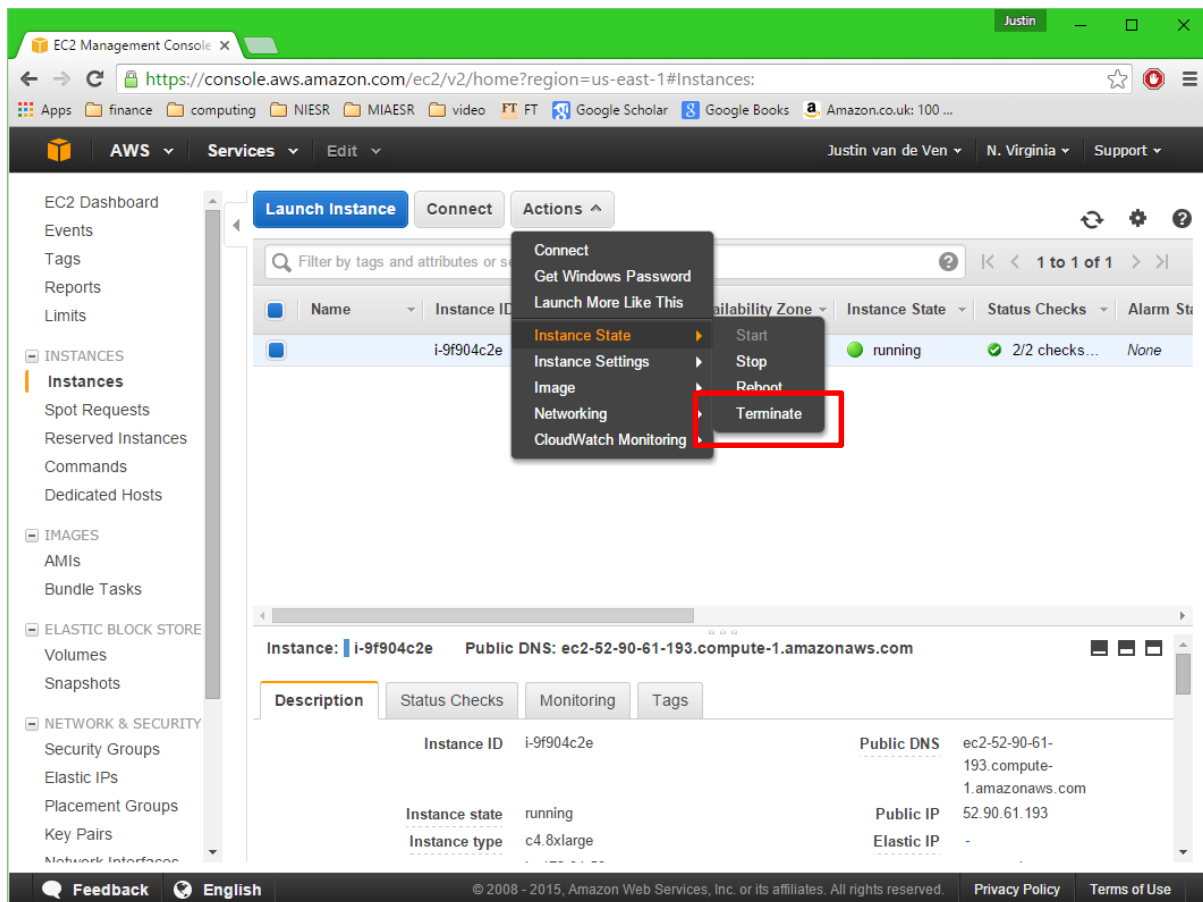 Justin
EC2 Management Console
https://console.aws.amazon.com/ec2/v2/home?region=us-east-1#Instances:
Apps finance computing NIESR MIAESR video FT FT Google Scholar Google Books Amazon.co.uk: 100 ...
AWS Services Edit Justin van de Ven N. Virginia Support
EC2 Dashboard
Events
Tags
Reports
Limits
INSTANCES
Instances
Spot Requests
Reserved Instances
Commands
Dedicated Hosts
IMAGES
AMIs
Bundle Tasks
ELASTIC BLOCK STORE
Volumes
Snapshots
NETWORK & SECURITY
Security Groups
Elastic IPs
Placement Groups
Key Pairs
Network Interfaces
Launch Instance Connect Actions
Filter by tags and attributes or s 1 to 1 of 1
Name Instance ID ailability Zone Instance State Status Checks Alarm Sta
i-9f904c2e running 2/2 checks... None
Connect
Get Windows Password
Launch More Like This
Instance State
Instance Settings
Image
Networking
CloudWatch Monitoring
Start
Stop
Reboot
Terminate
Instance: i-9f904c2e Public DNS: ec2-52-90-61-193.compute-1.amazonaws.com
Description Status Checks Monitoring Tags
Instance ID i-9f904c2e Public DNS ec2-52-90-61-
193.compute-
1.amazonaws.com
Instance state running Public IP 52.90.61.193
Instance type c4.8xlarge Elastic IP -
Feedback English © 2008 - 2015, Amazon Web Services, Inc. or its affiliates. All rights reserved. Privacy Policy Terms of Use